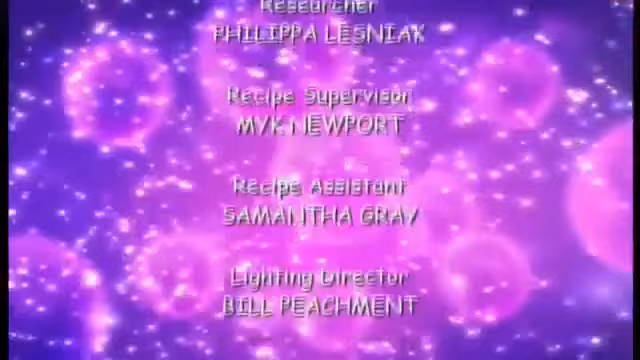 Researcher
PHILIPPA LESNIAK
Recipe Supervisor
MYK NEWPORT
Recipe Assistant
SAMANTHA GRAY
Lighting Director
BILL PEACHMENT